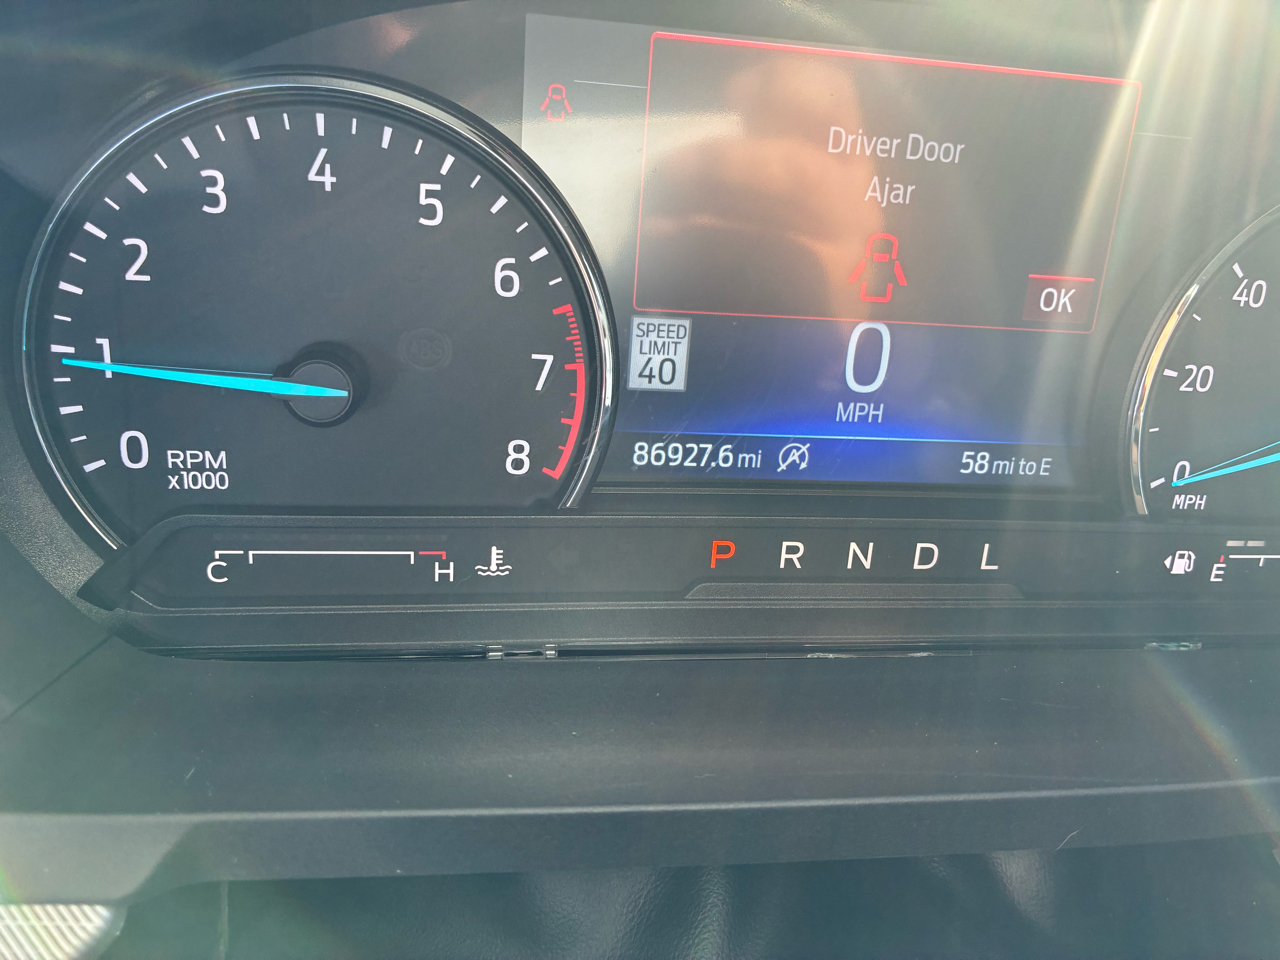 Driver Door
Ajar
OK
SPEED
LIMIT
40
0
MPH
86927.6 mi
58 mi to E
0
1
2
3
4
5
6
7
8
RPM
x1000
C
H
P R N D L
40
20
0
MPH
E